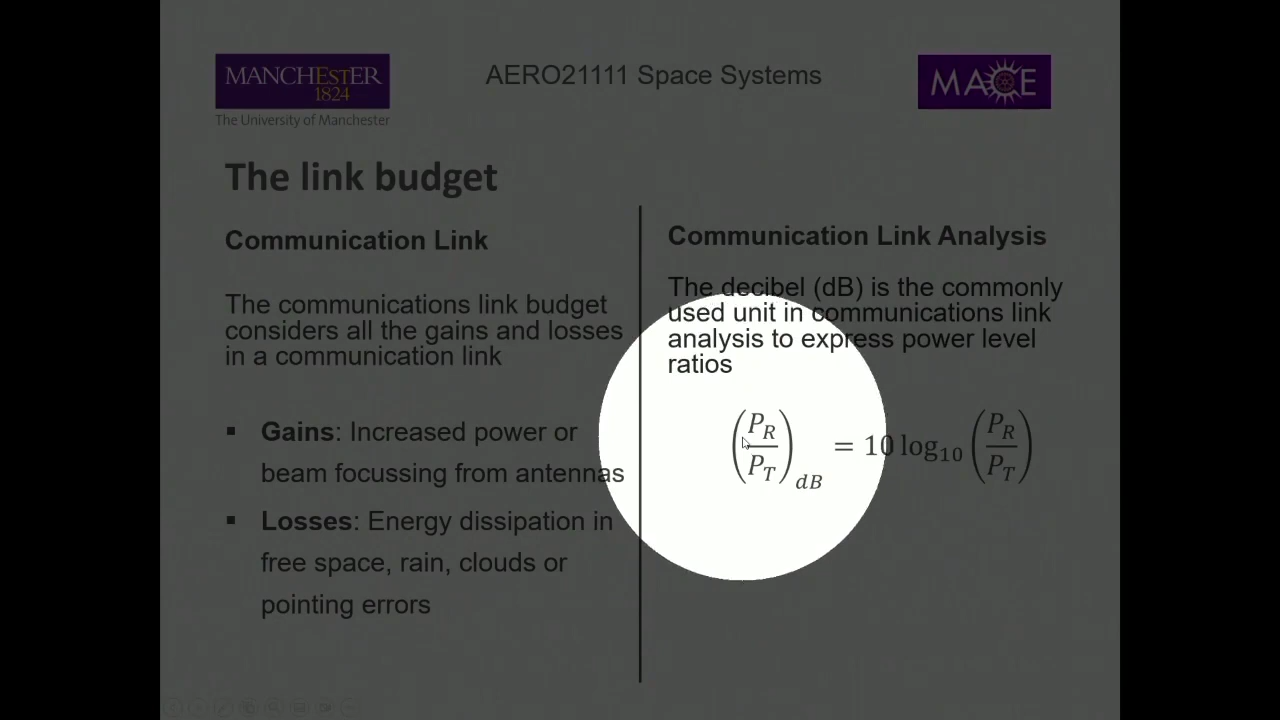 MANCHESTER
1824
The University of Manchester
AERO21111 Space Systems
MACE
The link budget
Communication Link
The communications link budget
considers all the gains and losses
in a communication link
▪ Gains: Increased power or
beam focussing from antennas
▪ Losses: Energy dissipation in
free space, rain, clouds or
pointing errors
Communication Link Analysis
The decibel (dB) is the commonly
used unit in communications link
analysis to express power level
ratios
(P_R/P_T)_dB = 10 log₁₀ (P_R/P_T)